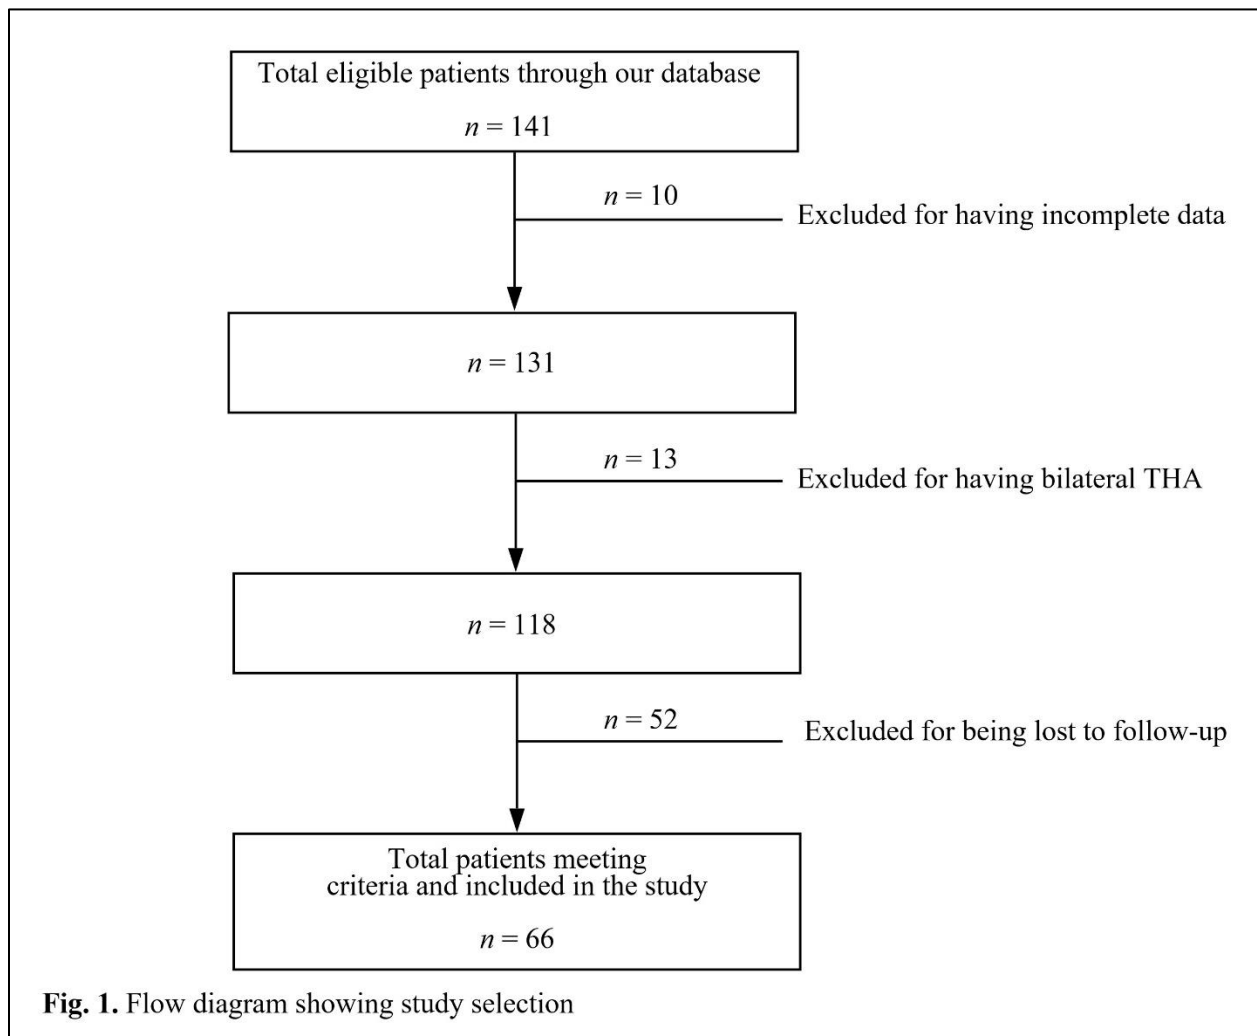 Total eligible patients through our database
n = 141
n = 10
Excluded for having incomplete data
n = 131
n = 13
Excluded for having bilateral THA
n = 118
n = 52
Excluded for being lost to follow-up
Total patients meeting
criteria and included in the study
n = 66
Fig. 1. Flow diagram showing study selection